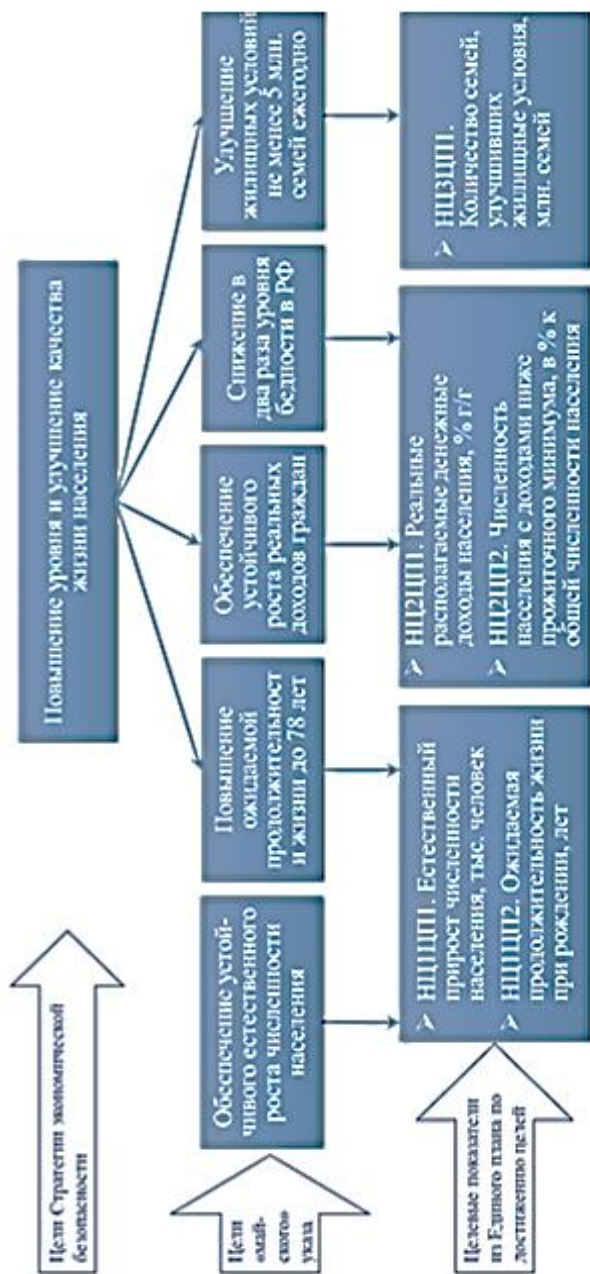 Цели Стратегии экономической
безопасности
Повышение уровня и улучшение качества
жизни населения
Цели
«май-
ского»
указа
Обеспечение устой-
чивого естественного
роста численности
населения
Повышение
ожидаемой
продолжительност
и жизни до 78 лет
Обеспечение
устойчивого
роста реальных
доходов граждан
Снижение в
два раза уровня
бедности в РФ
Улучшение
жилищных условий
не менее 5 млн.
семей ежегодно
Целевые показатели
из Единого плана по
достижению целей
➢ НЦ1ЦП1. Естественный
прирост численности
населения, тыс. человек
➢ НЦ1ЦП2. Ожидаемая
продолжительность жизни
при рождении, лет
➢ НЦ2ЦП1. Реальные
располагаемые денежные
доходы населения, % г/г
➢ НЦ2ЦП2. Численность
населения с доходами ниже
прожиточного минимума, в % к
общей численности населения
➢ НЦ3ЦП1.
Количество семей,
улучшивших
жилищные условия,
млн. семей